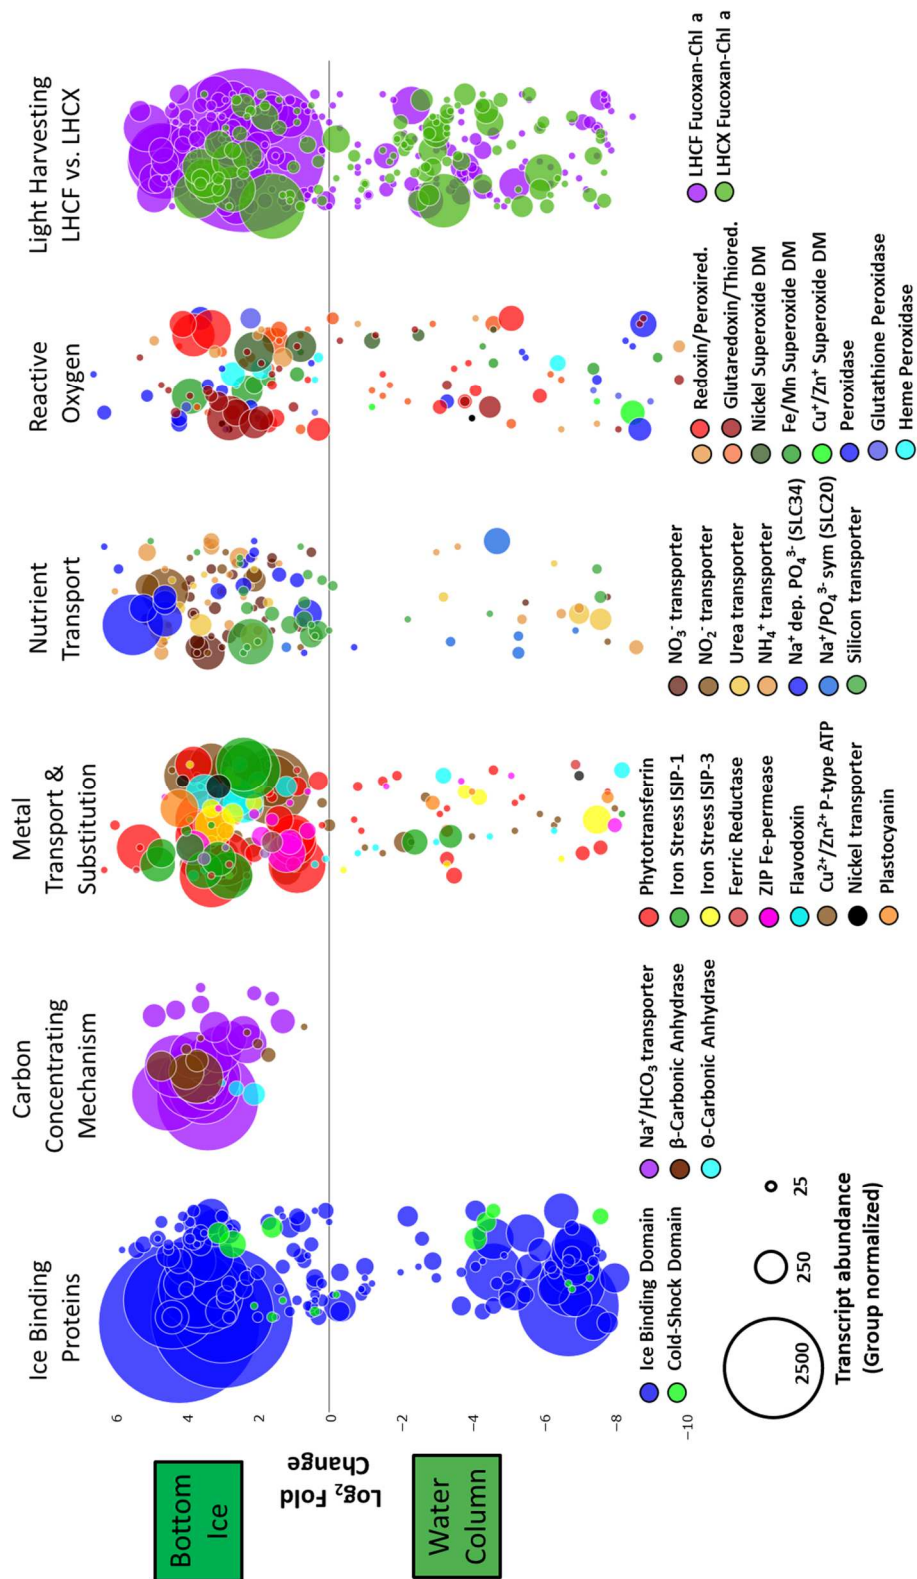 Ice Binding
Proteins
Carbon
Concentrating
Mechanism
Metal
Transport &
Substitution
Nutrient
Transport
Reactive
Oxygen
Light Harvesting
LHCF vs. LHCX
Bottom
Ice
Log₂ Fold
Change
Water
Column
6
4
2
0
-2
-4
-6
-8
-10
Ice Binding Domain
Cold-Shock Domain
Na⁺/HCO₃ transporter
β-Carbonic Anhydrase
Θ-Carbonic Anhydrase
Phytotransferrin
Iron Stress ISIP-1
Iron Stress ISIP-3
Ferric Reductase
ZIP Fe-permease
Flavodoxin
Cu²⁺/Zn²⁺ P-type ATP
Nickel transporter
Plastocyanin
NO₃⁻ transporter
NO₂⁻ transporter
Urea transporter
NH₄⁺ transporter
Na⁺ dep. PO₄³⁻ (SLC34)
Na⁺/PO₄³⁻ sym (SLC20)
Silicon transporter
Redoxin/Peroxired.
Glutaredoxin/Thiored.
Nickel Superoxide DM
Fe/Mn Superoxide DM
Cu⁺/Zn⁺ Superoxide DM
Peroxidase
Glutathione Peroxidase
Heme Peroxidase
LHCF Fucoxan-Chl a
LHCX Fucoxan-Chl a
2500
250
25
Transcript abundance
(Group normalized)